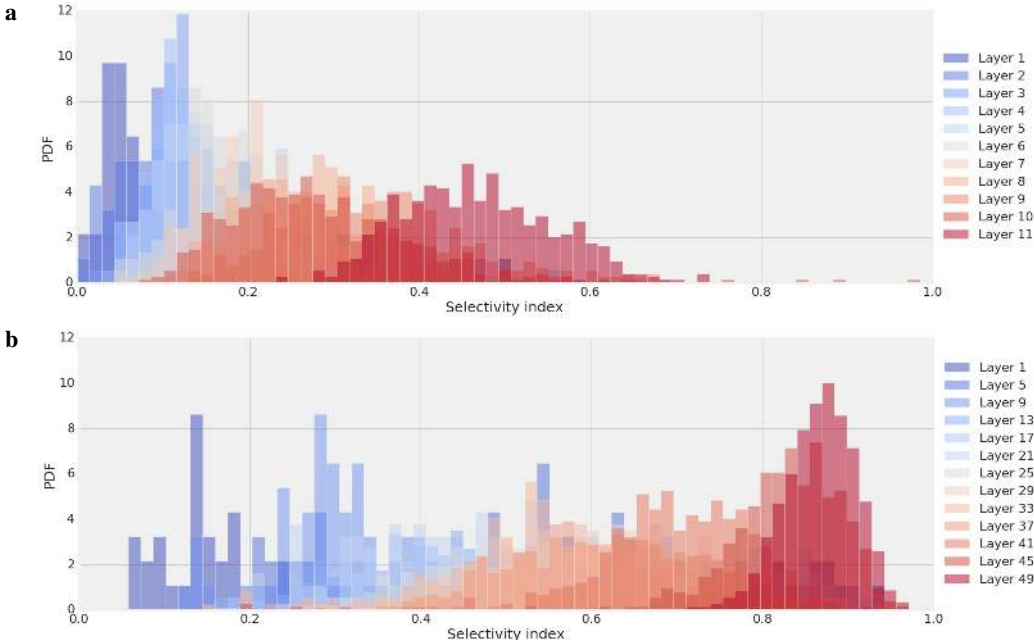 a
12
10
8
6
4
2
0
PDF
0.0 0.2 0.4 0.6 0.8 1.0
Selectivity index
Layer 1
Layer 2
Layer 3
Layer 4
Layer 5
Layer 6
Layer 7
Layer 8
Layer 9
Layer 10
Layer 11
b
12
10
8
6
4
2
0
PDF
0.0 0.2 0.4 0.6 0.8 1.0
Selectivity index
Layer 1
Layer 5
Layer 9
Layer 13
Layer 17
Layer 21
Layer 25
Layer 29
Layer 33
Layer 37
Layer 41
Layer 45
Layer 49